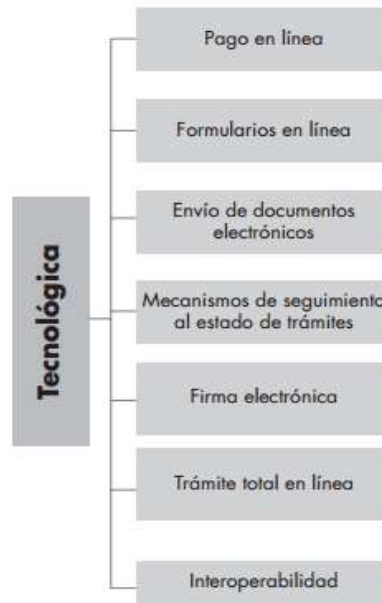 Tecnológica
Pago en línea
Formularios en línea
Envío de documentos
electrónicos
Mecanismos de seguimiento
al estado de trámites
Firma electrónica
Trámite total en línea
Interoperabilidad